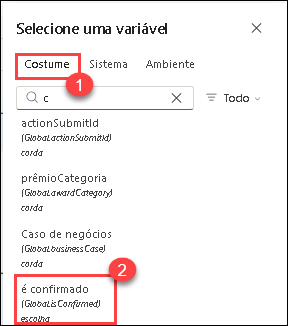 Selecione uma variável
Costume Sistema Ambiente
1
c Todo
actionSubmitId
(Global.actionSubmitId)
corda
prêmioCategoria
(Global.awardCategory)
corda
Caso de negócios
(Global.businessCase)
corda
2
é confirmado
(Global.isConfirmed)
escolha